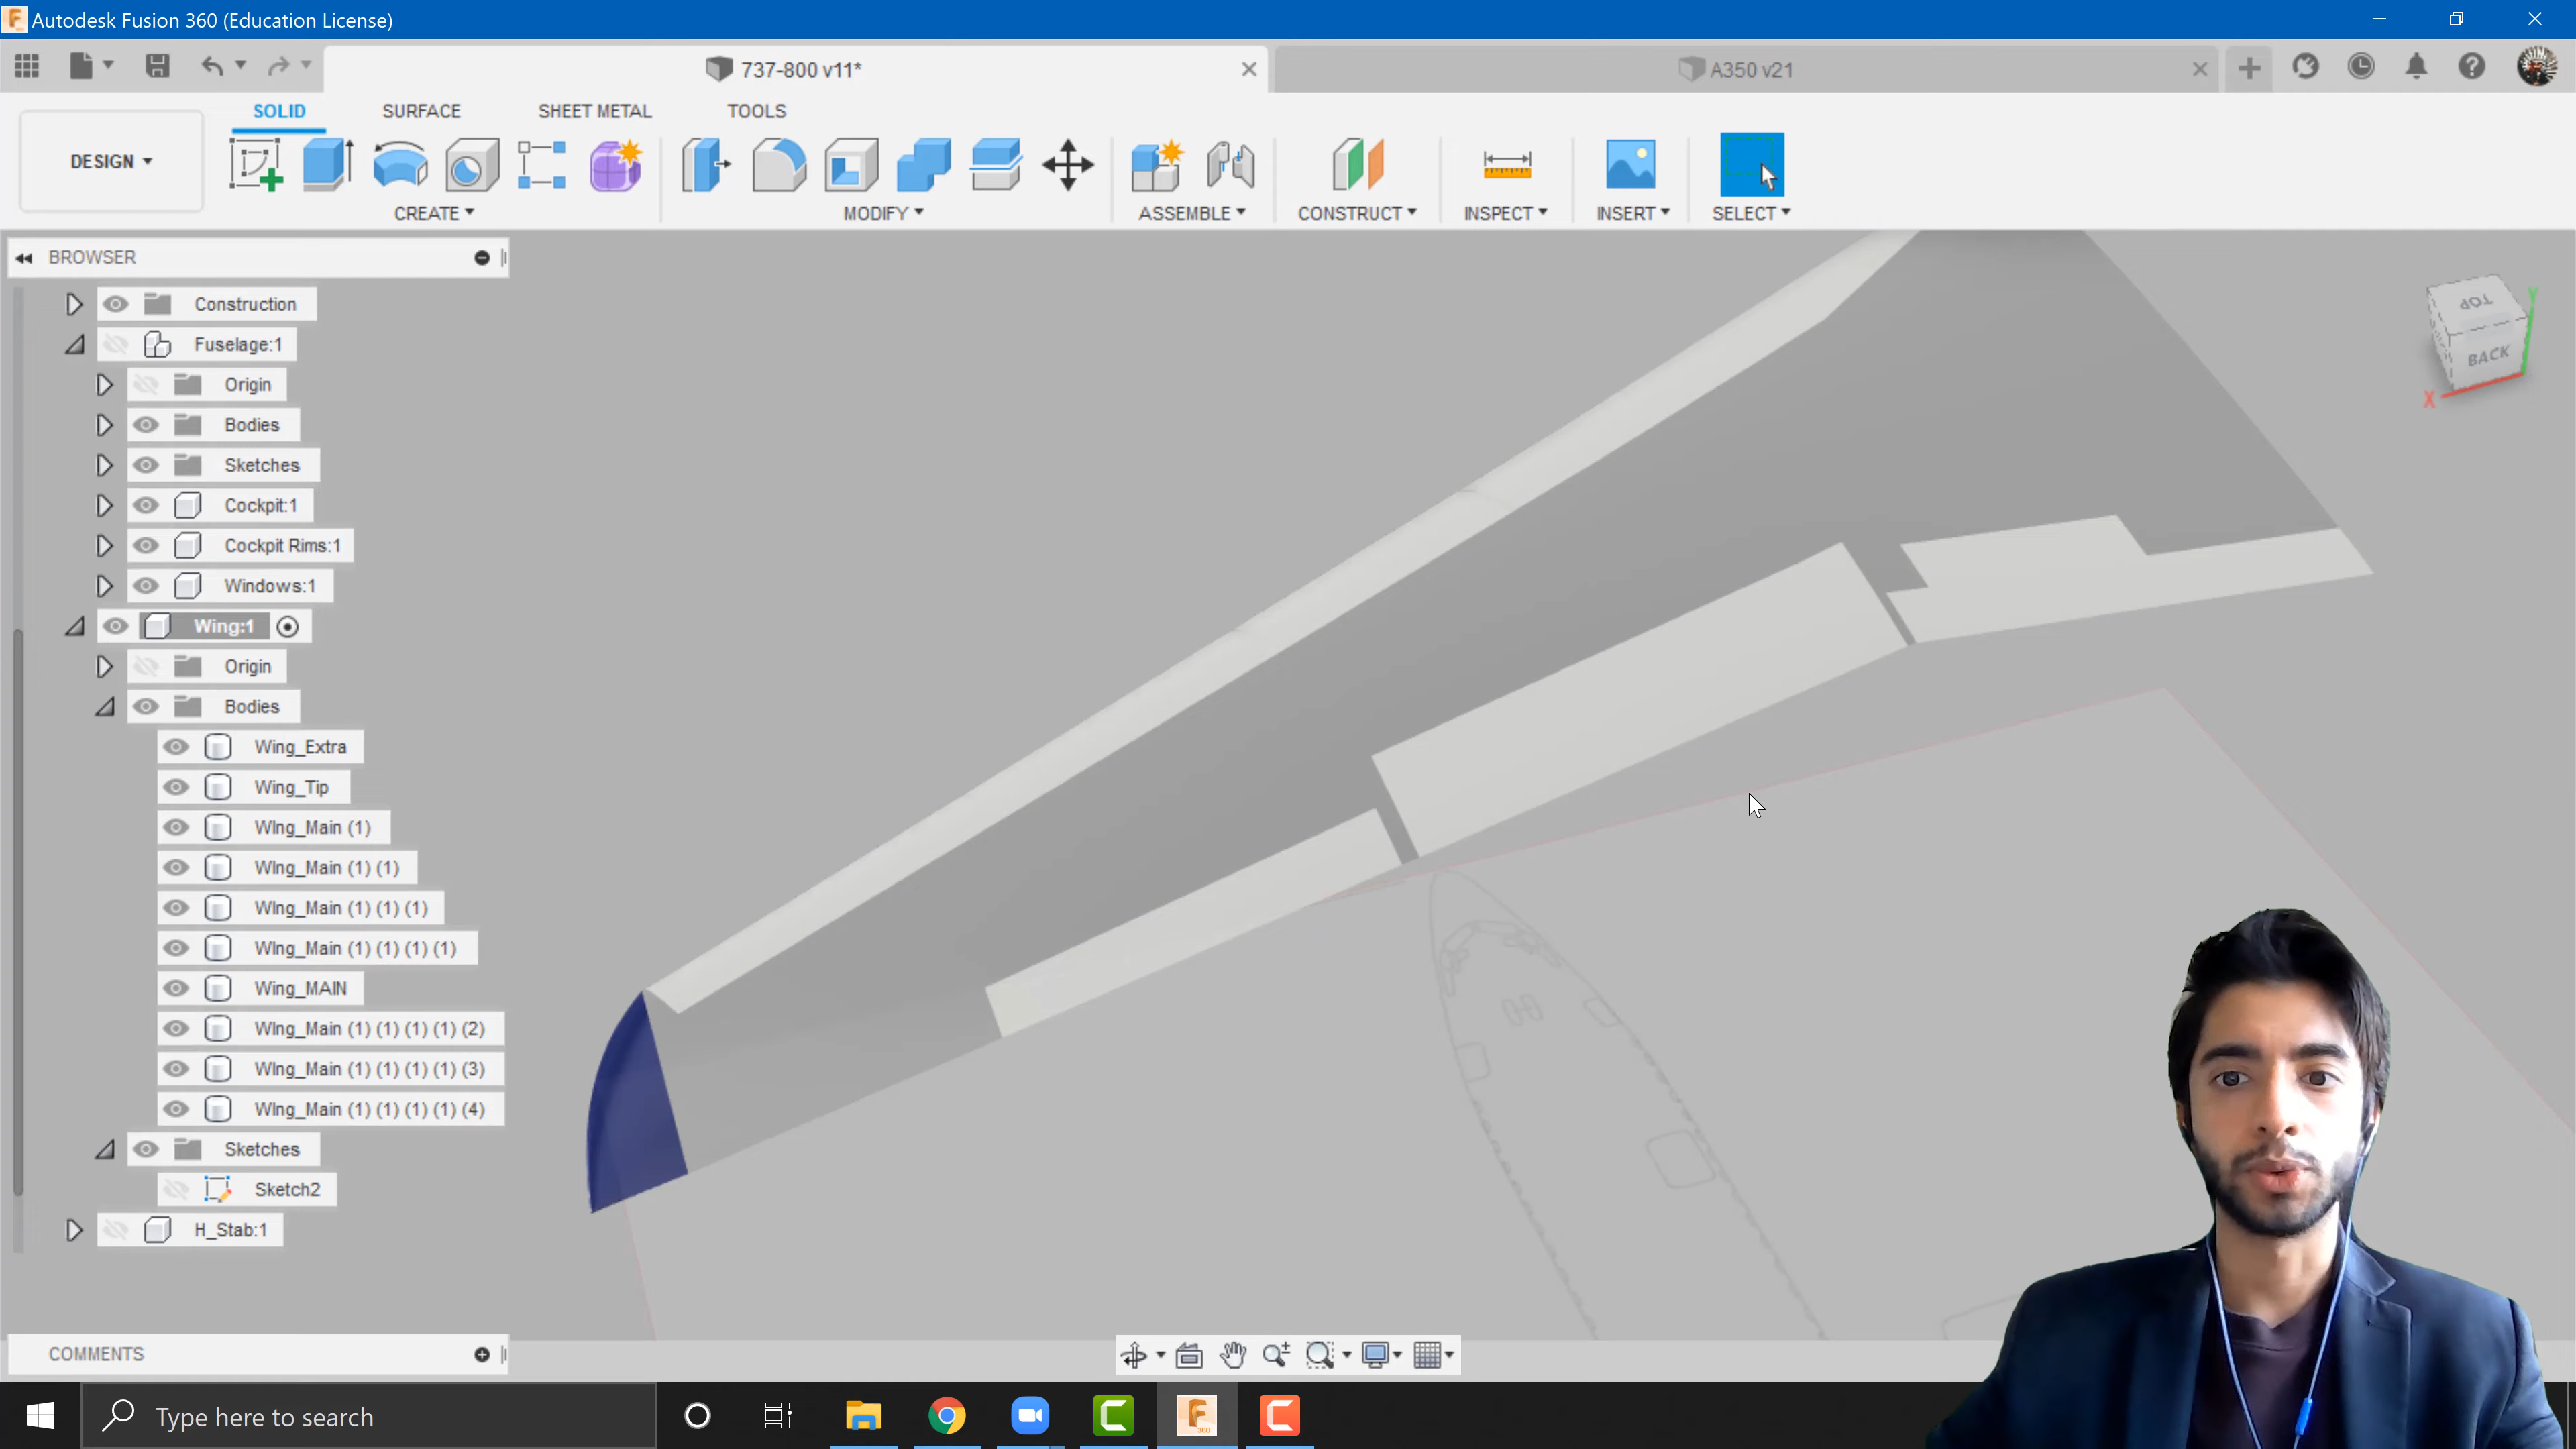 Autodesk Fusion 360 (Education License)
737-800 v11*
A350 v21
SOLID
SURFACE
SHEET METAL
TOOLS
DESIGN
CREATE
MODIFY
ASSEMBLE
CONSTRUCT
INSPECT
INSERT
SELECT
BROWSER
Construction
Fuselage:1
Origin
Bodies
Sketches
Cockpit:1
Cockpit Rims:1
Windows:1
Wing:1
Origin
Bodies
Wing_Extra
Wing_Tip
WIng_Main (1)
WIng_Main (1) (1)
WIng_Main (1) (1) (1)
WIng_Main (1) (1) (1) (1)
Wing_MAIN
WIng_Main (1) (1) (1) (1) (2)
WIng_Main (1) (1) (1) (1) (3)
WIng_Main (1) (1) (1) (1) (4)
Sketches
Sketch2
H_Stab:1
TOP
BACK
X
Y
COMMENTS
Type here to search
F
360